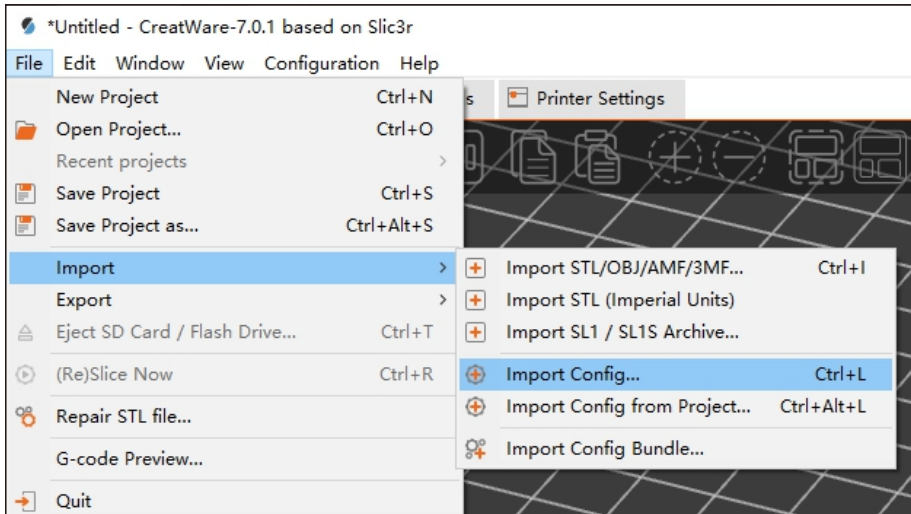 *Untitled - CreatWare-7.0.1 based on Slic3r
File Edit Window View Configuration Help
s Printer Settings
New Project Ctrl+N
Open Project... Ctrl+O
Recent projects
Save Project Ctrl+S
Save Project as... Ctrl+Alt+S
Import
Export
Eject SD Card / Flash Drive... Ctrl+T
(Re)Slice Now Ctrl+R
Repair STL file...
G-code Preview...
Quit
Import STL/OBJ/AMF/3MF... Ctrl+I
Import STL (Imperial Units)
Import SL1 / SL1S Archive...
Import Config... Ctrl+L
Import Config from Project... Ctrl+Alt+L
Import Config Bundle...